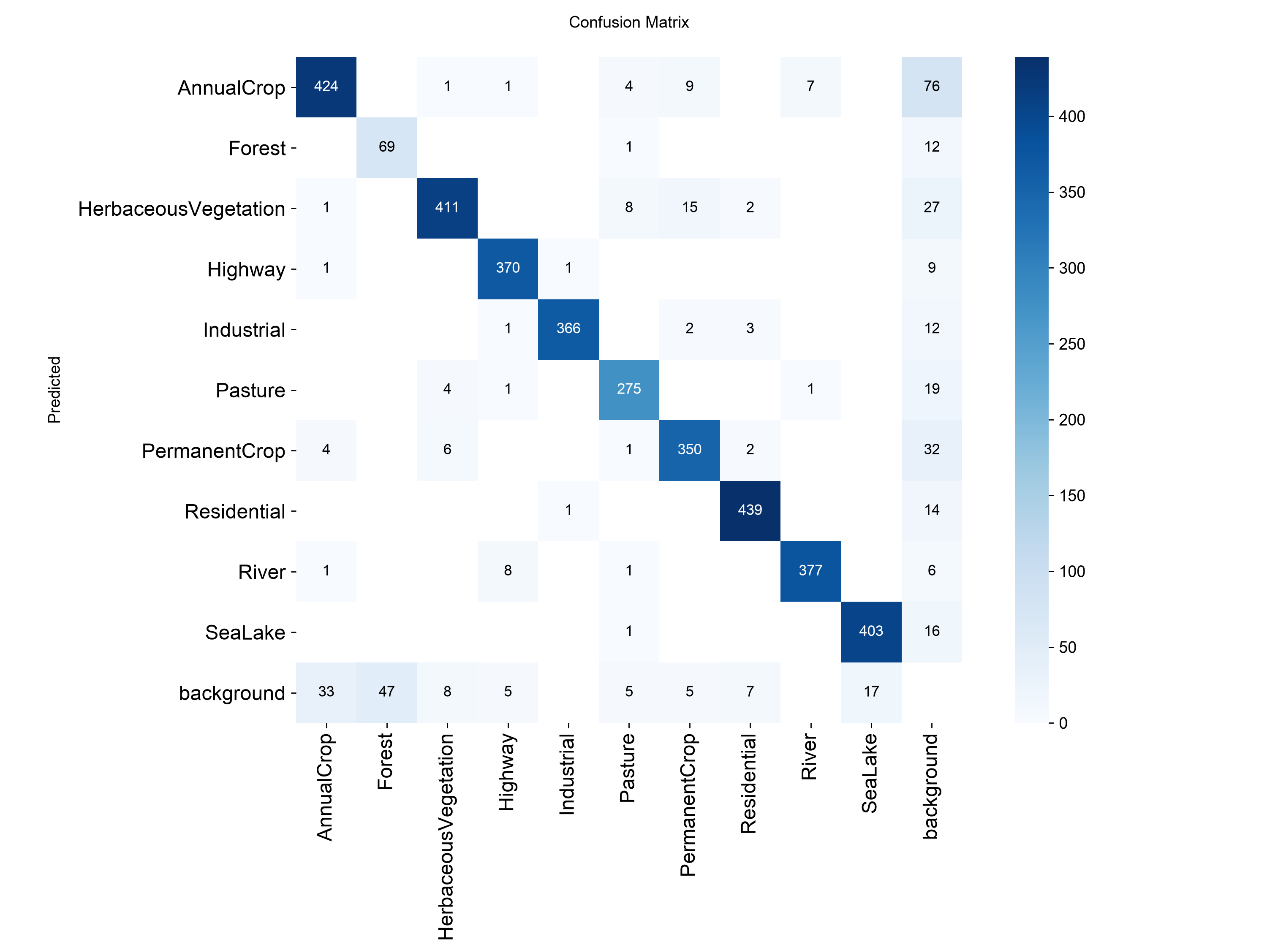 Confusion Matrix
AnnualCrop 424 1 1 4 9 7 76
Forest 69 1 12
HerbaceousVegetation 1 411 8 15 2 27
Highway 1 370 1 9
Industrial 1 366 2 3 12
Pasture 4 1 275 1 19
PermanentCrop 4 6 1 350 2 32
Residential 1 439 14
River 1 8 1 377 6
SeaLake 1 403 16
background 33 47 8 5 5 5 7 17
Predicted
AnnualCrop
Forest
HerbaceousVegetation
Highway
Industrial
Pasture
PermanentCrop
Residential
River
SeaLake
background
400
350
300
250
200
150
100
50
0